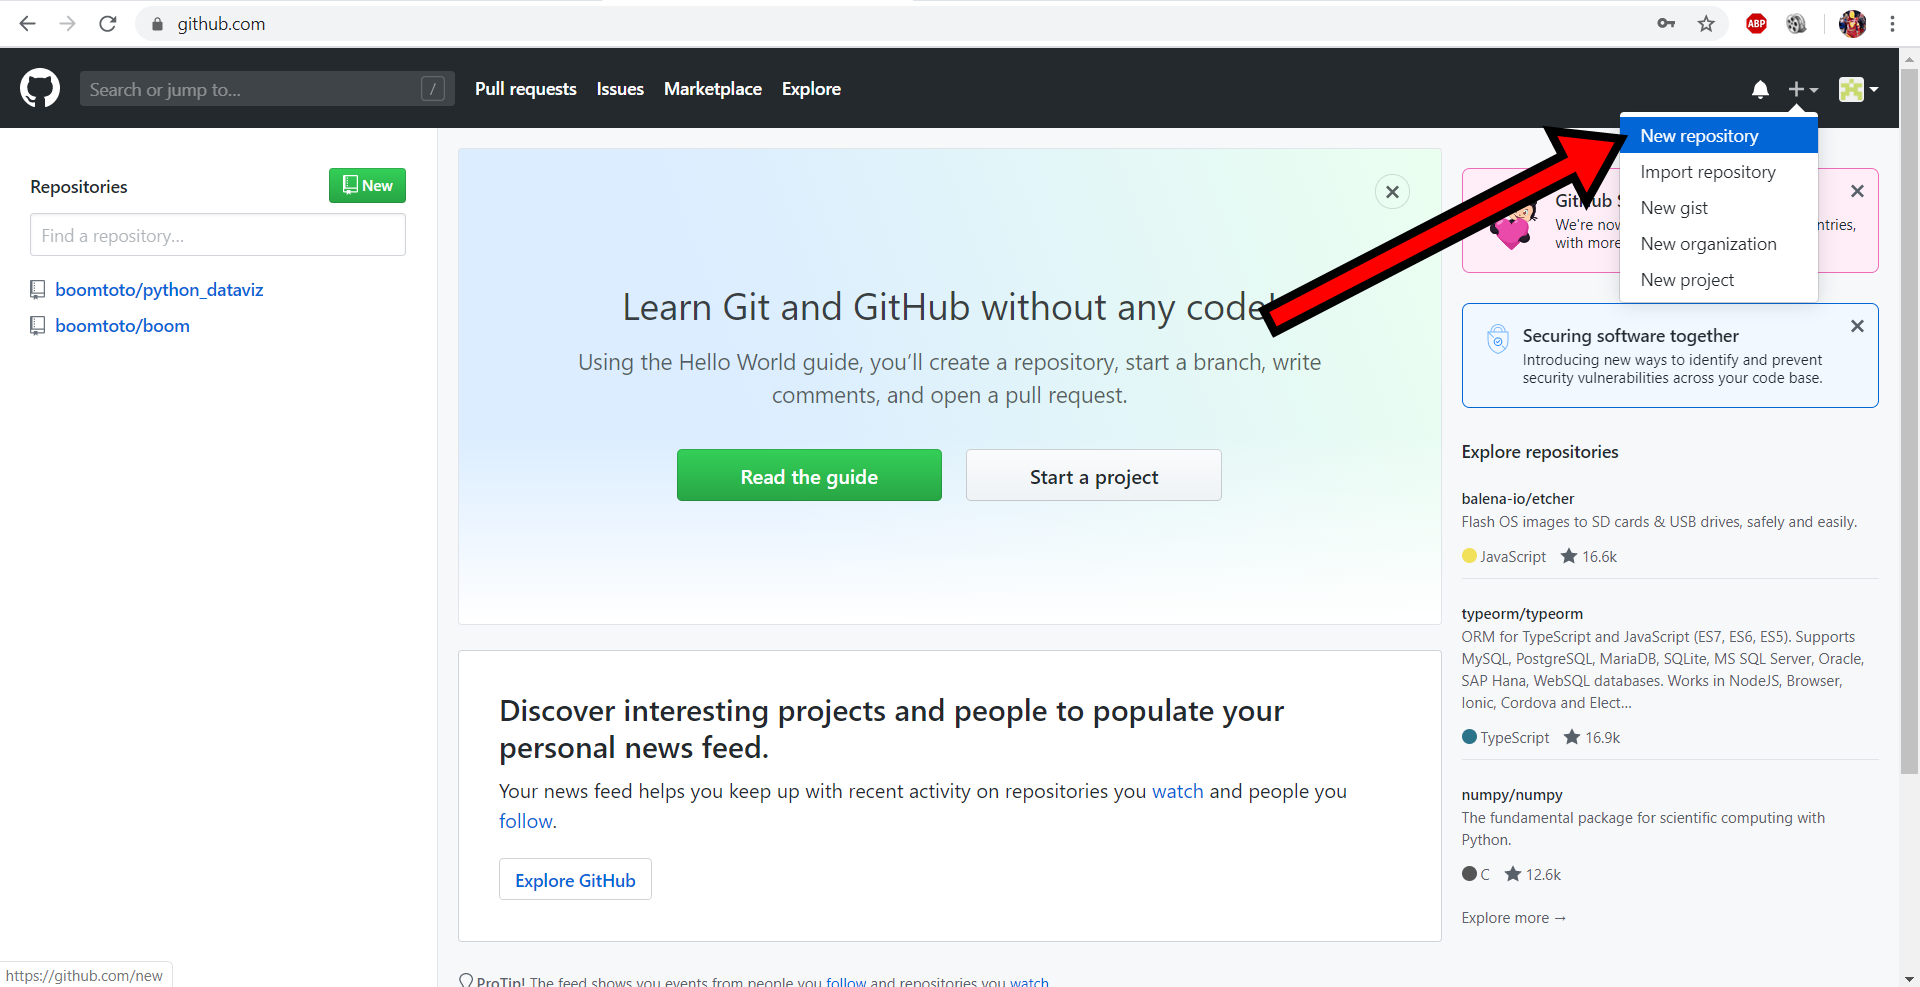 github.com
ABP
Search or jump to... /
Pull requests Issues Marketplace Explore
New repository
Import repository
New gist
New organization
New project
Repositories
New
Find a repository...
boomtoto/python_dataviz
boomtoto/boom
Learn Git and GitHub without any code!
Using the Hello World guide, you’ll create a repository, start a branch, write
comments, and open a pull request.
Read the guide
Start a project
Discover interesting projects and people to populate your
personal news feed.
Your news feed helps you keep up with recent activity on repositories you watch and people you
follow.
Explore GitHub
ProTip! The feed shows you events from people you follow and repositories you watch
GitHub S
We're now
ntries,
with more
Securing software together
Introducing new ways to identify and prevent
security vulnerabilities across your code base.
Explore repositories
balena-io/etcher
Flash OS images to SD cards & USB drives, safely and easily.
JavaScript 16.6k
typeorm/typeorm
ORM for TypeScript and JavaScript (ES7, ES6, ES5). Supports
MySQL, PostgreSQL, MariaDB, SQLite, MS SQL Server, Oracle,
SAP Hana, WebSQL databases. Works in NodeJS, Browser,
Ionic, Cordova and Elect...
TypeScript 16.9k
numpy/numpy
The fundamental package for scientific computing with
Python.
C 12.6k
Explore more →
https://github.com/new